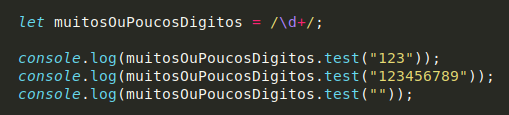 let muitosOuPoucosDigitos = /\d+/;
console.log(muitosOuPoucosDigitos.test("123"));
console.log(muitosOuPoucosDigitos.test("123456789"));
console.log(muitosOuPoucosDigitos.test(""));